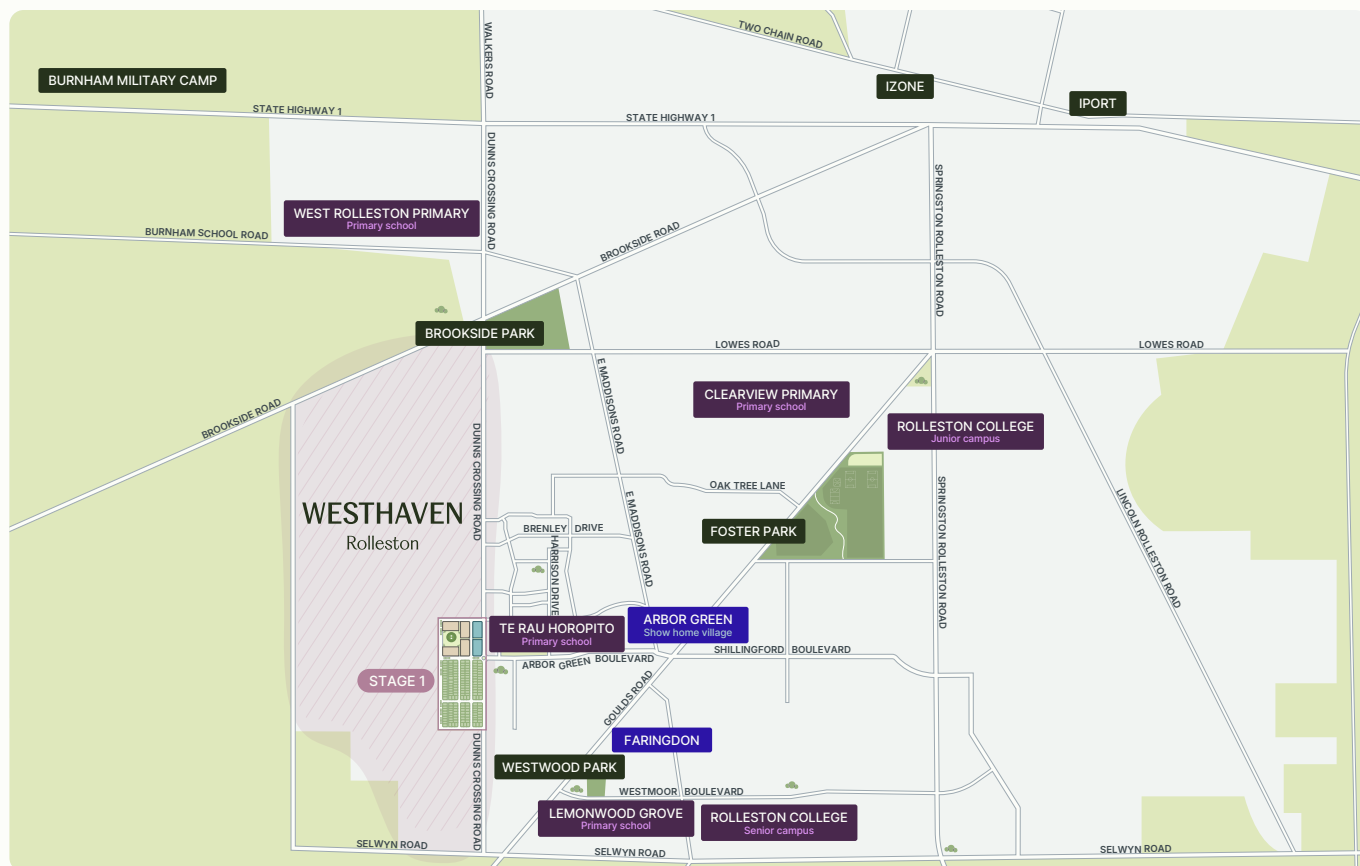 WALKERS ROAD
TWO CHAIN ROAD
BURNHAM MILITARY CAMP
IZONE
IPORT
STATE HIGHWAY 1
STATE HIGHWAY 1
DUNNS CROSSING ROAD
SPRINGSTON ROLLESTON ROAD
WEST ROLLESTON PRIMARY
Primary school
BURNHAM SCHOOL ROAD
BROOKSIDE ROAD
BROOKSIDE PARK
LOWES ROAD
LOWES ROAD
E MADDISONS ROAD
CLEARVIEW PRIMARY
Primary school
BROOKSIDE ROAD
ROLLESTON COLLEGE
Junior campus
DUNNS CROSSING ROAD
OAK TREE LANE
SPRINGSTON ROLLESTON ROAD
LINCOLN ROLLESTON ROAD
WESTHAVEN
Rolleston
E MADDISONS ROAD
BRENLEY DRIVE
FOSTER PARK
HARRISON DRIVE
TE RAU HOROPITO
Primary school
ARBOR GREEN
Show home village
ARBOR GREEN BOULEVARD
SHILLINGFORD BOULEVARD
STAGE 1
GOULDS ROAD
FARINGDON
DUNNS CROSSING ROAD
WESTWOOD PARK
WESTMOOR BOULEVARD
LEMONWOOD GROVE
Primary school
ROLLESTON COLLEGE
Senior campus
SELWYN ROAD
SELWYN ROAD
SELWYN ROAD